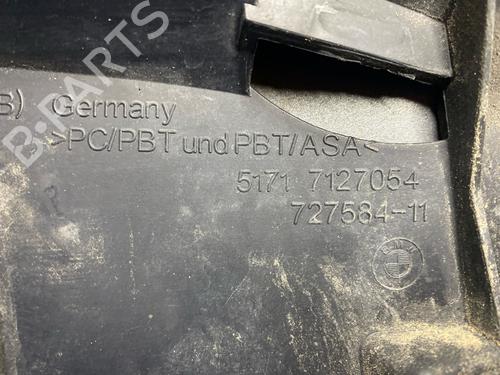 B) Germany
>PC/PBT und PBT/ASA<
5171 7127054
727584-11
B-PARTS